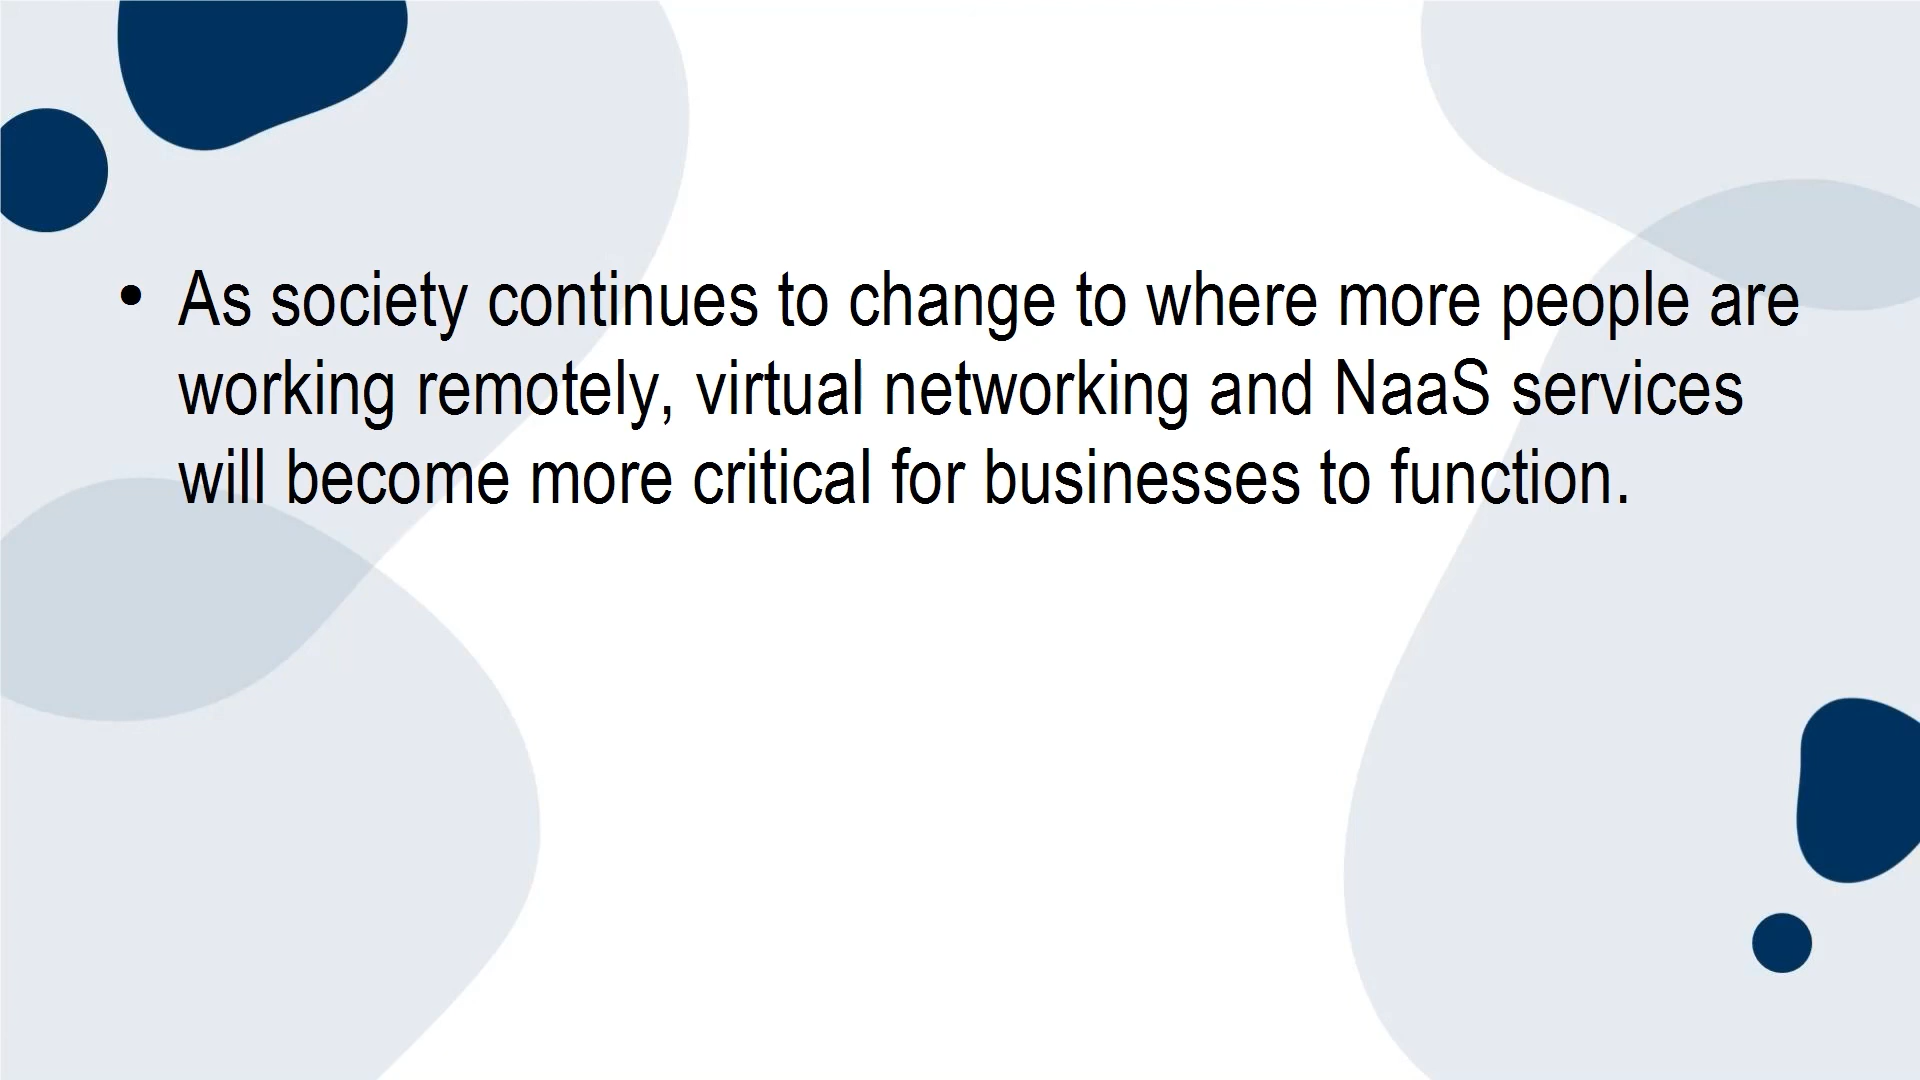 • As society continues to change to where more people are
working remotely, virtual networking and NaaS services
will become more critical for businesses to function.